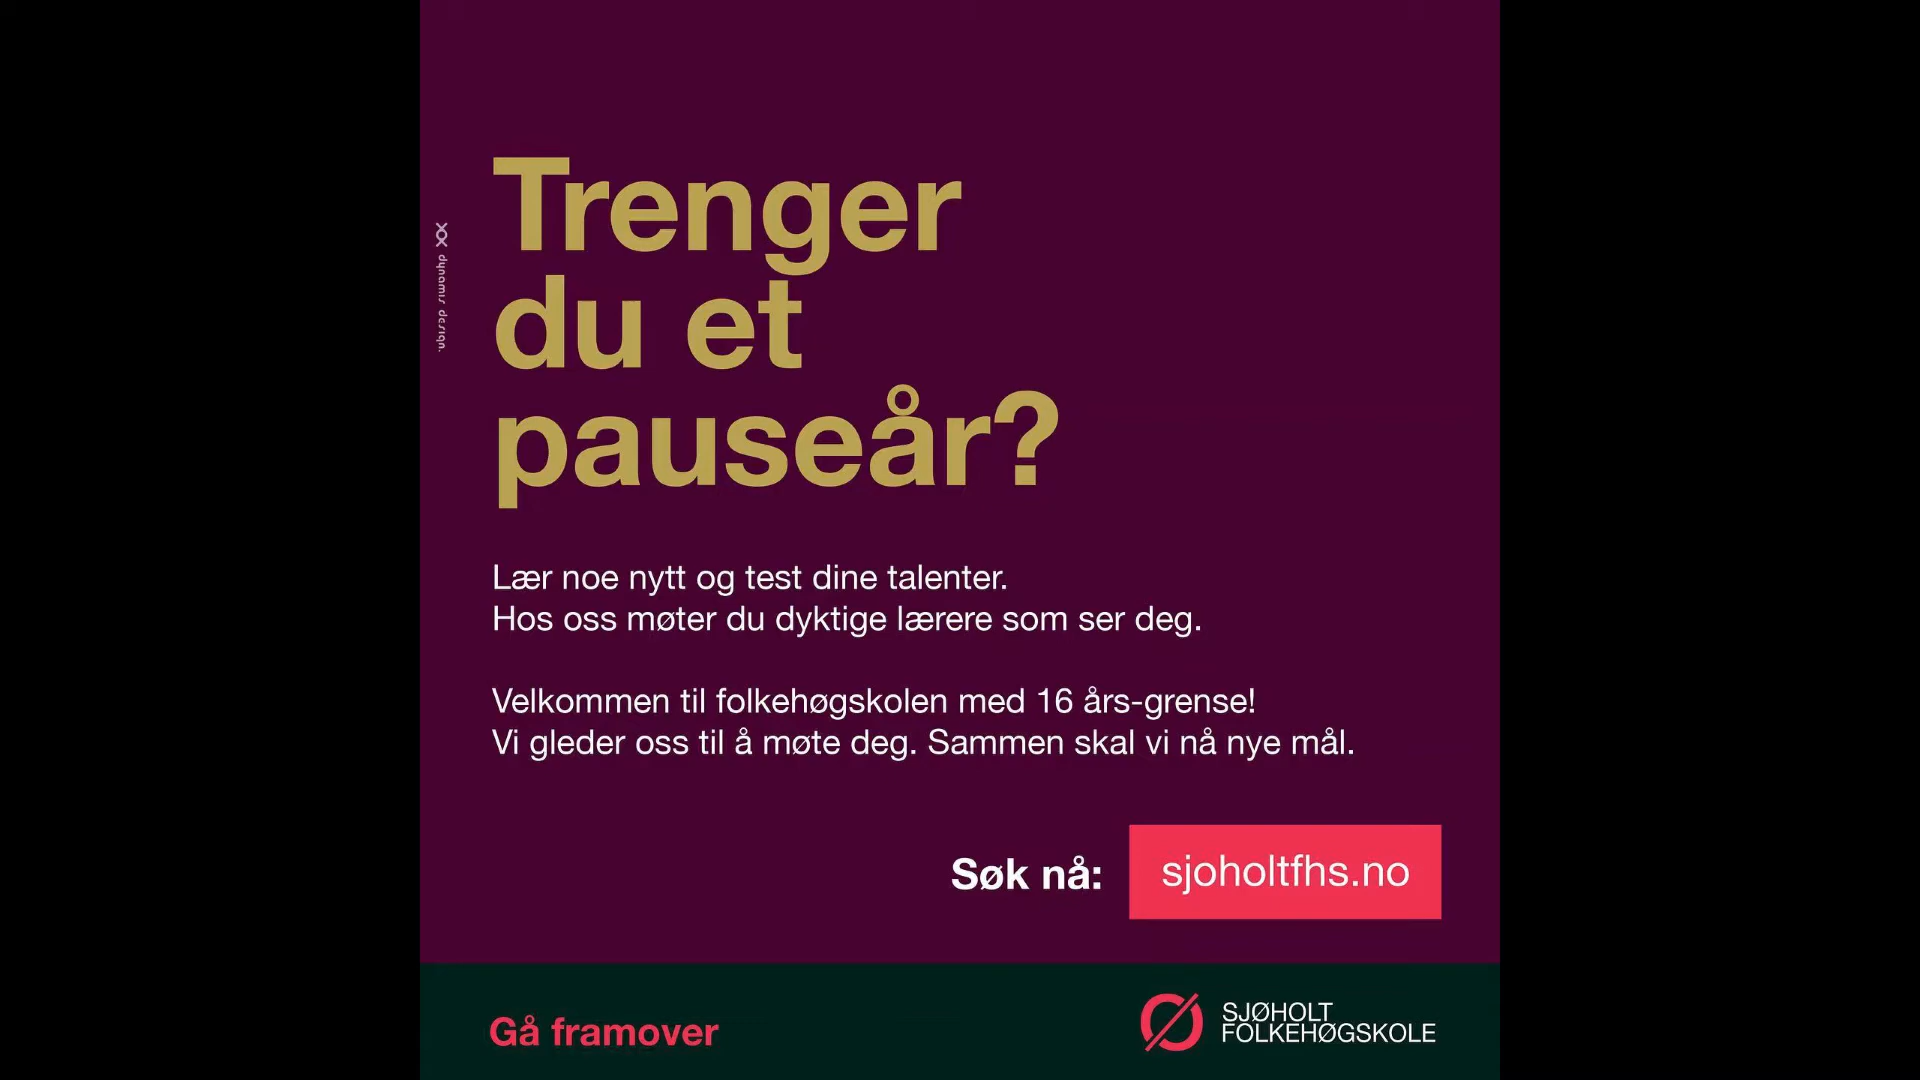 Trenger
du et
pauseår?
dynamis design.
Lær noe nytt og test dine talenter.
Hos oss møter du dyktige lærere som ser deg.
Velkommen til folkehøgskolen med 16 års-grense!
Vi gleder oss til å møte deg. Sammen skal vi nå nye mål.
Søk nå: sjoholtfhs.no
Gå framover
SJØHOLT
FOLKEHØGSKOLE